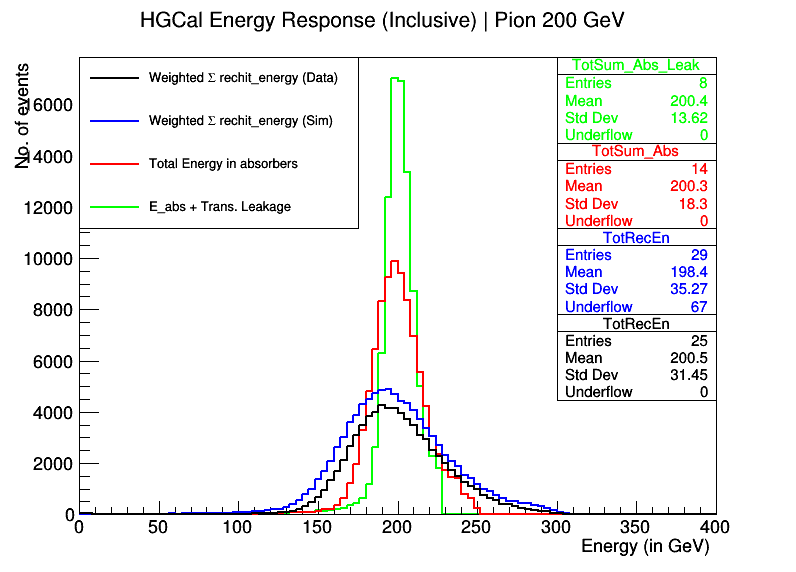 HGCal Energy Response (Inclusive) | Pion 200 GeV
No. of events
Weighted Σ rechit_energy (Data)
Weighted Σ rechit_energy (Sim)
Total Energy in absorbers
E_abs + Trans. Leakage
TotSum_Abs_Leak
Entries 8
Mean 200.4
Std Dev 13.62
Underflow 0
TotSum_Abs
Entries 14
Mean 200.3
Std Dev 18.3
Underflow 0
TotRecEn
Entries 29
Mean 198.4
Std Dev 35.27
Underflow 67
TotRecEn
Entries 25
Mean 200.5
Std Dev 31.45
Underflow 0
16000
14000
12000
10000
8000
6000
4000
2000
0
0 50 100 150 200 250 300 350 400
Energy (in GeV)